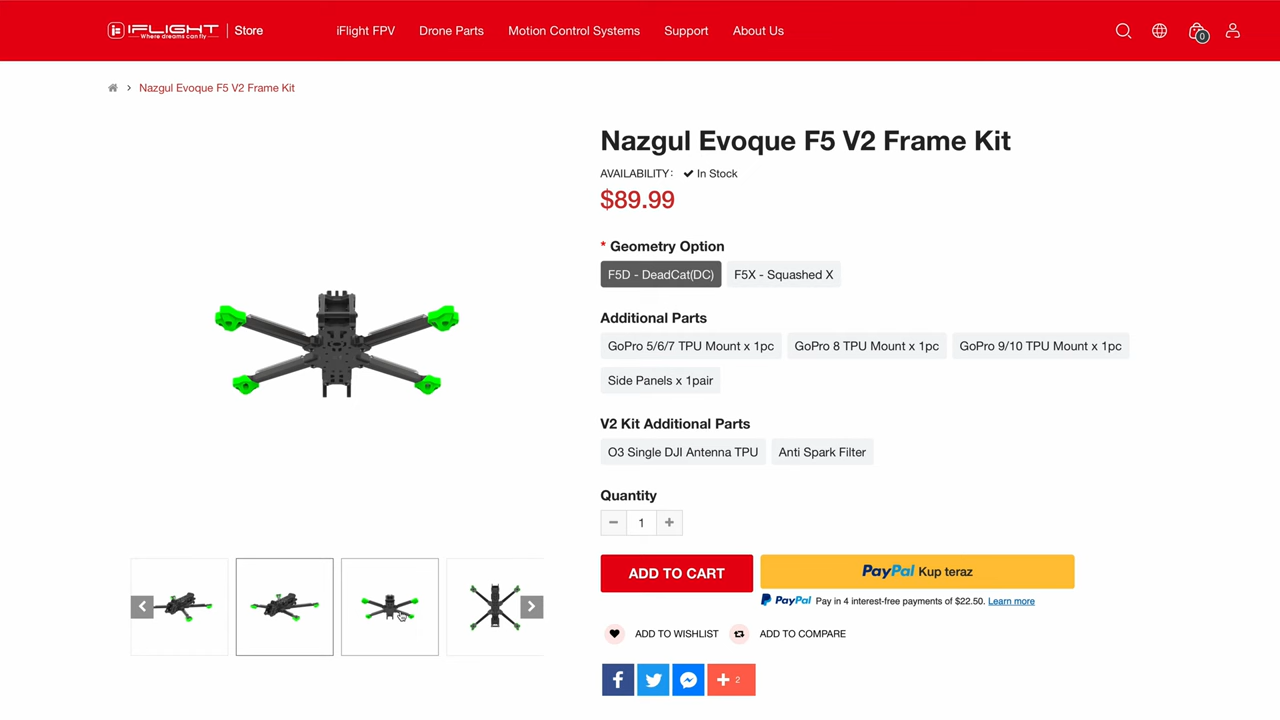 iFLIGHT Store
Where dreams can fly
iFlight FPV Drone Parts Motion Control Systems Support About Us
0
Nazgul Evoque F5 V2 Frame Kit
Nazgul Evoque F5 V2 Frame Kit
AVAILABILITY: In Stock
$89.99
* Geometry Option
F5D - DeadCat(DC) F5X - Squashed X
Additional Parts
GoPro 5/6/7 TPU Mount x 1pc GoPro 8 TPU Mount x 1pc GoPro 9/10 TPU Mount x 1pc
Side Panels x 1pair
V2 Kit Additional Parts
O3 Single DJI Antenna TPU Anti Spark Filter
Quantity
1
ADD TO CART PayPal Kup teraz
PayPal Pay in 4 interest-free payments of $22.50. Learn more
ADD TO WISHLIST ADD TO COMPARE
2